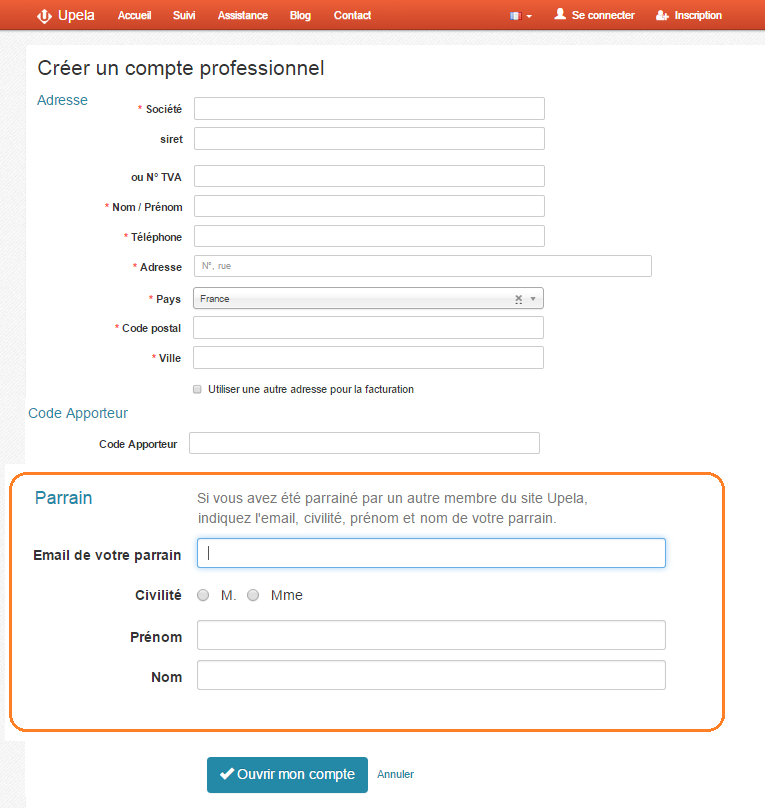 Upela Accueil Suivi Assistance Blog Contact Se connecter Inscription
Créer un compte professionnel
Adresse
* Société
siret
ou N° TVA
* Nom / Prénom
* Téléphone
* Adresse N°, rue
* Pays France
* Code postal
* Ville
Utiliser une autre adresse pour la facturation
Code Apporteur
Code Apporteur
Parrain
Si vous avez été parrainé par un autre membre du site Upela,
indiquez l'email, civilité, prénom et nom de votre parrain.
Email de votre parrain
Civilité M. Mme
Prénom
Nom
Ouvrir mon compte Annuler